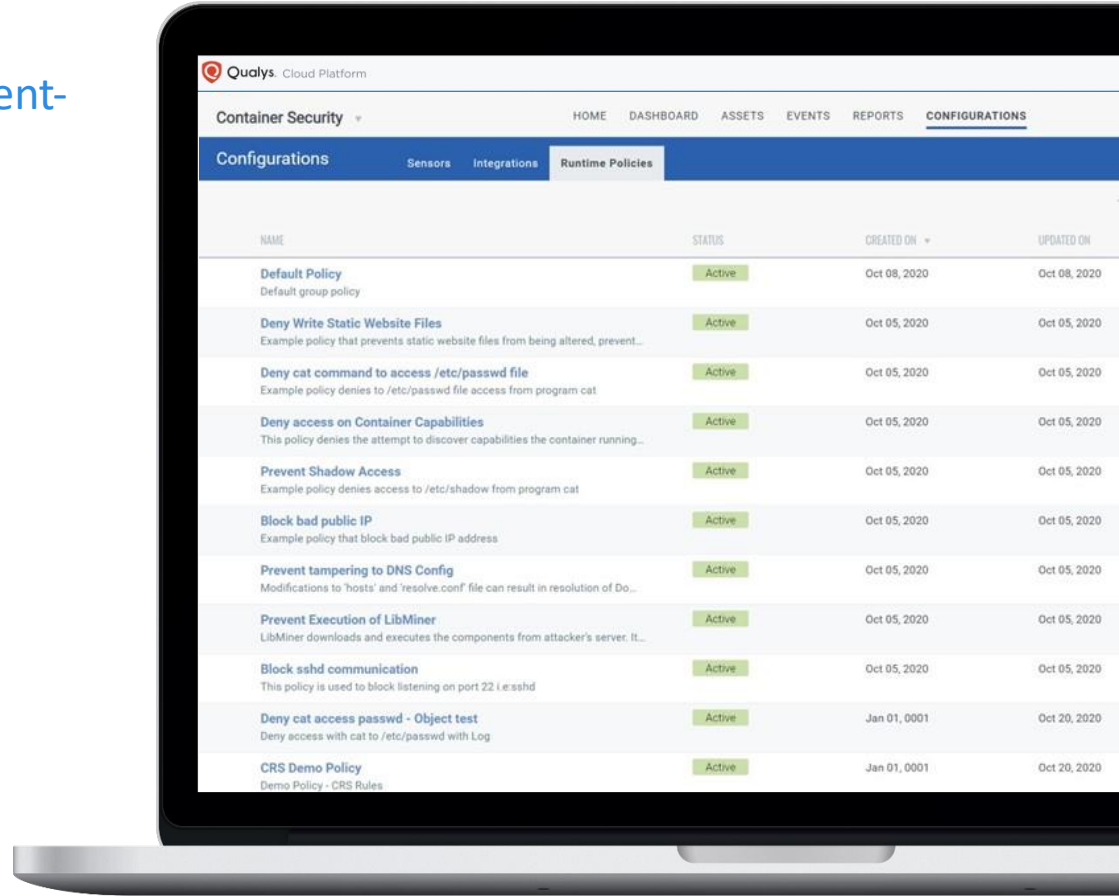 ent-
Qualys. Cloud Platform
Container Security
HOME DASHBOARD ASSETS EVENTS REPORTS CONFIGURATIONS
Configurations Sensors Integrations Runtime Policies
NAME STATUS CREATED ON UPDATED ON
Default Policy Active Oct 08, 2020 Oct 08, 2020
Default group policy
Deny Write Static Website Files Active Oct 05, 2020 Oct 05, 2020
Example policy that prevents static website files from being altered, prevent...
Deny cat command to access /etc/passwd file Active Oct 05, 2020 Oct 05, 2020
Example policy denies to /etc/passwd file access from program cat
Deny access on Container Capabilities Active Oct 05, 2020 Oct 05, 2020
This policy denies the attempt to discover capabilities the container running...
Prevent Shadow Access Active Oct 05, 2020 Oct 05, 2020
Example policy denies access to /etc/shadow from program cat
Block bad public IP Active Oct 05, 2020 Oct 05, 2020
Example policy that block bad public IP address
Prevent tampering to DNS Config Active Oct 05, 2020 Oct 05, 2020
Modifications to 'hosts' and 'resolve.conf' file can result in resolution of Do...
Prevent Execution of LibMiner Active Oct 05, 2020 Oct 05, 2020
LibMiner downloads and executes the components from attacker's server. It...
Block sshd communication Active Oct 05, 2020 Oct 05, 2020
This policy is used to block listening on port 22 i.e:sshd
Deny cat access passwd - Object test Active Jan 01, 0001 Oct 20, 2020
Deny access with cat to /etc/passwd with Log
CRS Demo Policy Active Jan 01, 0001 Oct 20, 2020
Demo Policy - CRS Rules